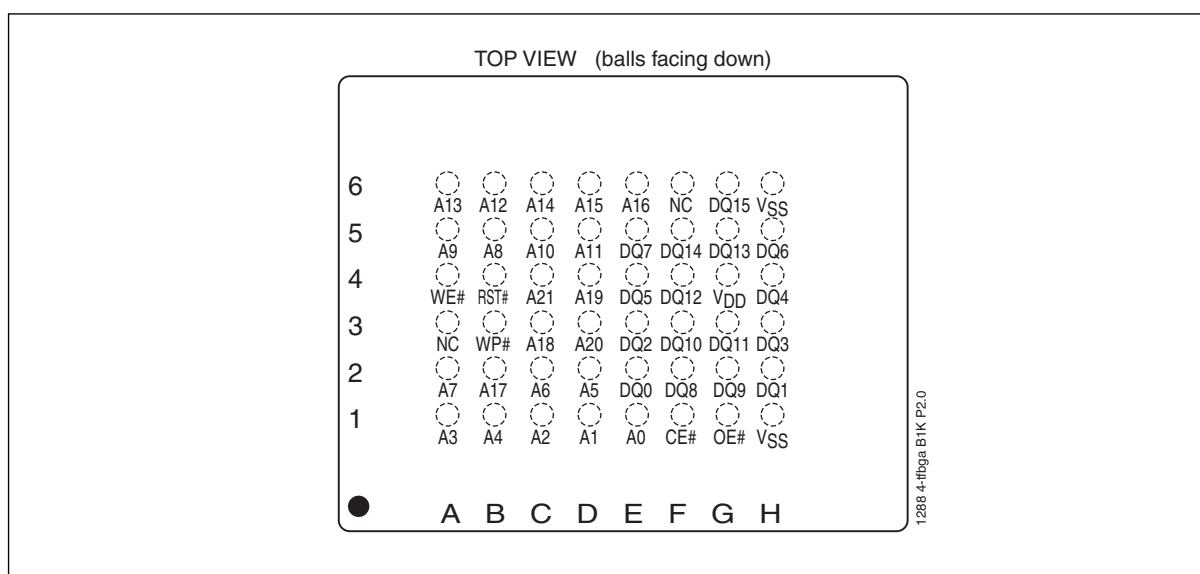 TOP VIEW (balls facing down)
6
A13 A12 A14 A15 A16 NC DQ15 VSS
5
A9 A8 A10 A11 DQ7 DQ14 DQ13 DQ6
4
WE# RST# A21 A19 DQ5 DQ12 VDD DQ4
3
NC WP# A18 A20 DQ2 DQ10 DQ11 DQ3
2
A7 A17 A6 A5 DQ0 DQ8 DQ9 DQ1
1
A3 A4 A2 A1 A0 CE# OE# VSS
A B C D E F G H
1288 4-tfbga B1K P2.0